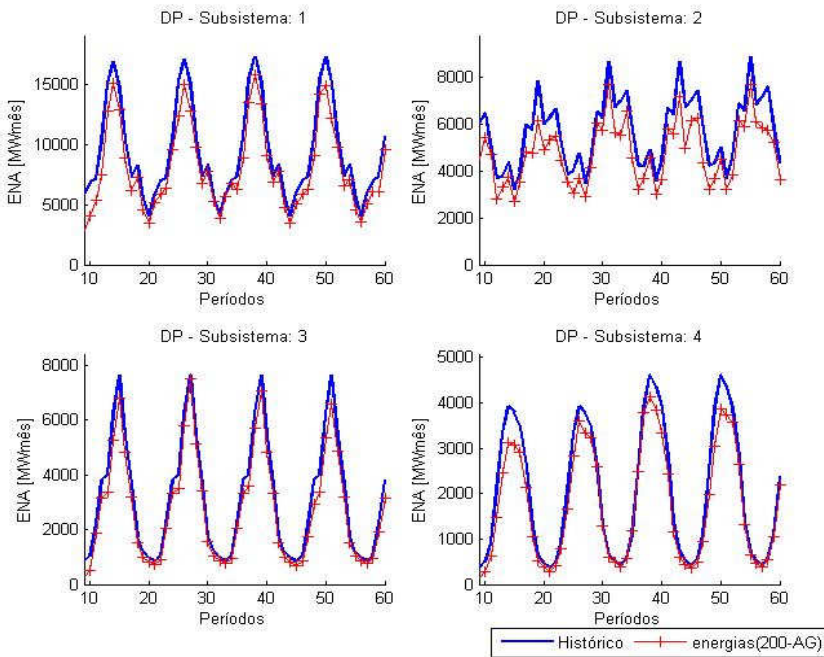 DP - Subsistema: 1
ENA [MWmês]
15000
10000
5000
0
10 20 30 40 50 60
Períodos
DP - Subsistema: 2
ENA [MWmês]
8000
6000
4000
2000
0
10 20 30 40 50 60
Períodos
DP - Subsistema: 3
ENA [MWmês]
8000
6000
4000
2000
0
10 20 30 40 50 60
Períodos
DP - Subsistema: 4
ENA [MWmês]
5000
4000
3000
2000
1000
0
10 20 30 40 50 60
Períodos
Histórico energias(200-AG)